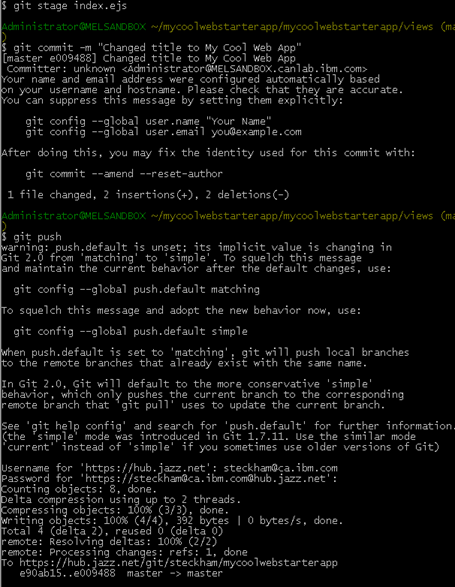 $ git stage index.ejs
Administrator@MELSANDBOX ~/mycoolwebstarterapp/mycoolwebstarterapp/views (ma
)
$ git commit -m "Changed title to My Cool Web App"
[master e009488] Changed title to My Cool Web App
 Committer: unknown <Administrator@MELSANDBOX.canlab.ibm.com>
Your name and email address were configured automatically based
on your username and hostname. Please check that they are accurate.
You can suppress this message by setting them explicitly:
    git config --global user.name "Your Name"
    git config --global user.email you@example.com
After doing this, you may fix the identity used for this commit with:
    git commit --amend --reset-author
 1 file changed, 2 insertions(+), 2 deletions(-)
Administrator@MELSANDBOX ~/mycoolwebstarterapp/mycoolwebstarterapp/views (ma
)
$ git push
warning: push.default is unset; its implicit value is changing in
Git 2.0 from 'matching' to 'simple'. To squelch this message
and maintain the current behavior after the default changes, use:
  git config --global push.default matching
To squelch this message and adopt the new behavior now, use:
  git config --global push.default simple
When push.default is set to 'matching', git will push local branches
to the remote branches that already exist with the same name.
In Git 2.0, Git will default to the more conservative 'simple'
behavior, which only pushes the current branch to the corresponding
remote branch that 'git pull' uses to update the current branch.
See 'git help config' and search for 'push.default' for further information.
(the 'simple' mode was introduced in Git 1.7.11. Use the similar mode
'current' instead of 'simple' if you sometimes use older versions of Git)
Username for 'https://hub.jazz.net': steckham@ca.ibm.com
Password for 'https://steckham@ca.ibm.com@hub.jazz.net':
Counting objects: 8, done.
Delta compression using up to 2 threads.
Compressing objects: 100% (3/3), done.
Writing objects: 100% (4/4), 392 bytes | 0 bytes/s, done.
Total 4 (delta 2), reused 0 (delta 0)
remote: Resolving deltas: 100% (2/2)
remote: Processing changes: refs: 1, done
To https://hub.jazz.net/git/steckham/mycoolwebstarterapp
   e90ab15..e009488  master -> master